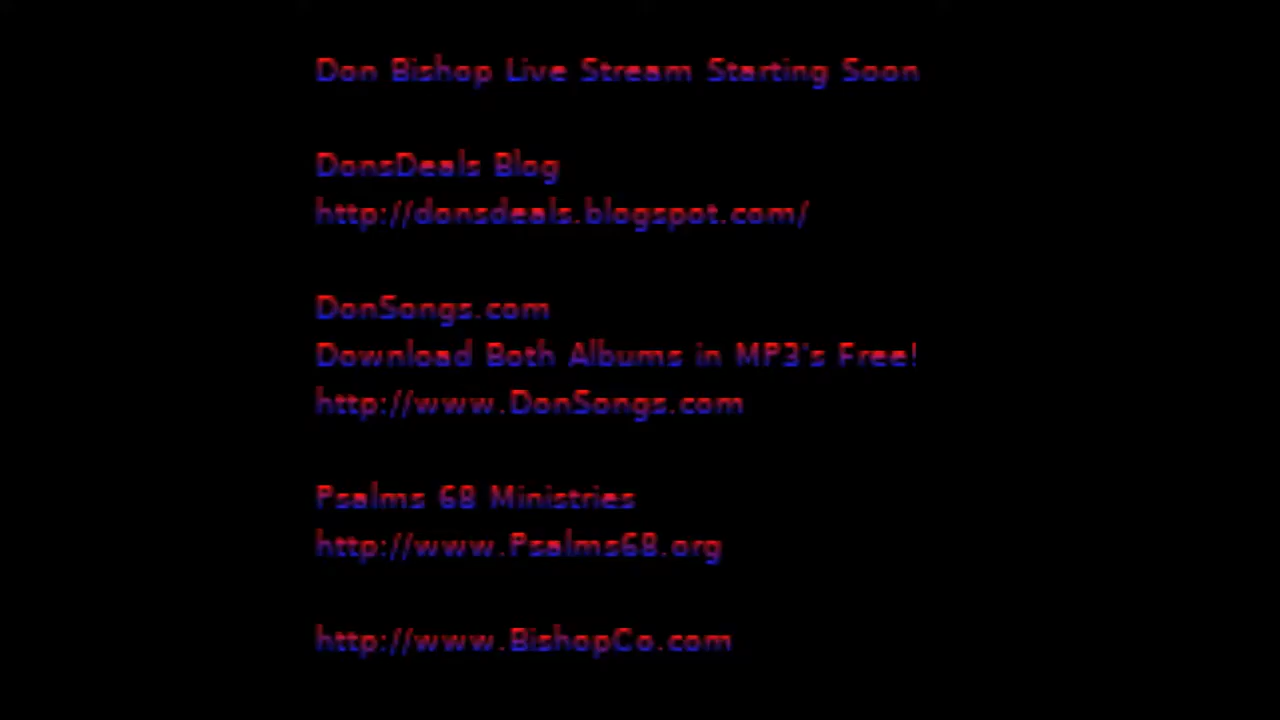 Don Bishop Live Stream Starting Soon
DonsDeals Blog
http://donsdeals.blogspot.com/
DonSongs.com
Download Both Albums in MP3's Free!
http://www.DonSongs.com
Psalms 68 Ministries
http://www.Psalms68.org
http://www.BishopCo.com